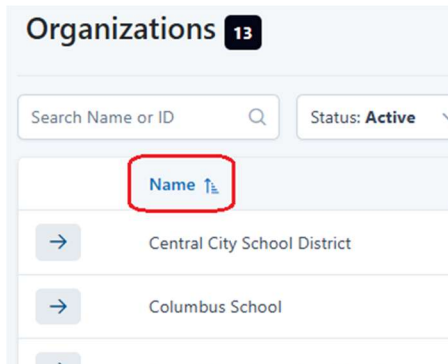 Organizations 13
Search Name or ID
Status: Active
Name
Central City School District
Columbus School